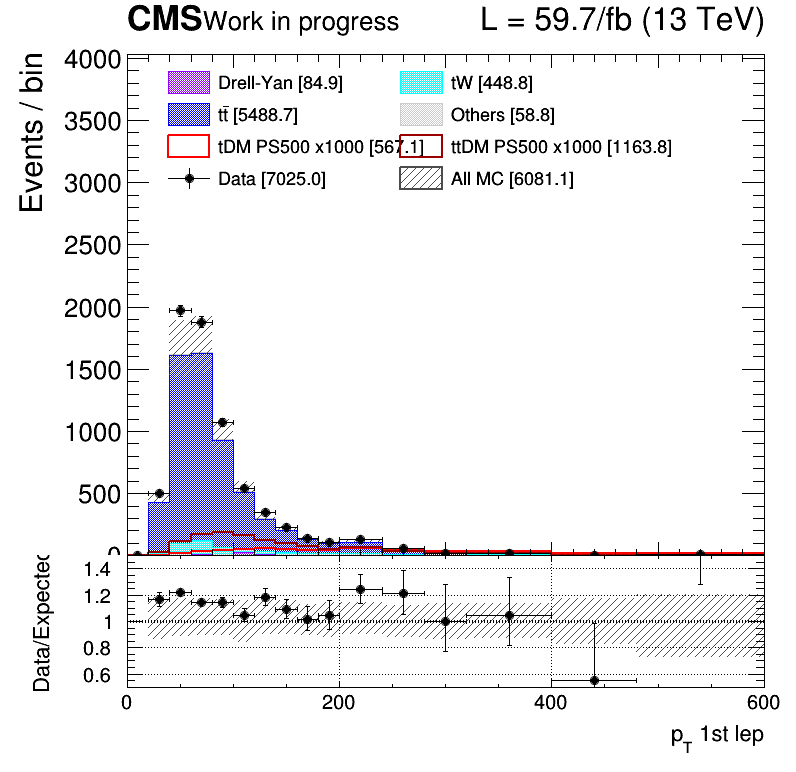 CMS Work in progress L = 59.7/fb (13 TeV)
Events / bin
4000
3500
3000
2500
2000
1500
1000
500
0
Drell-Yan [84.9] tW [448.8]
tt̄ [5488.7] Others [58.8]
tDM PS500 x1000 [567.1] ttDM PS500 x1000 [1163.8]
Data [7025.0] All MC [6081.1]
Data/Expected
1.4
1.2
1
0.8
0.6
0 200 400 600
p_T 1st lep